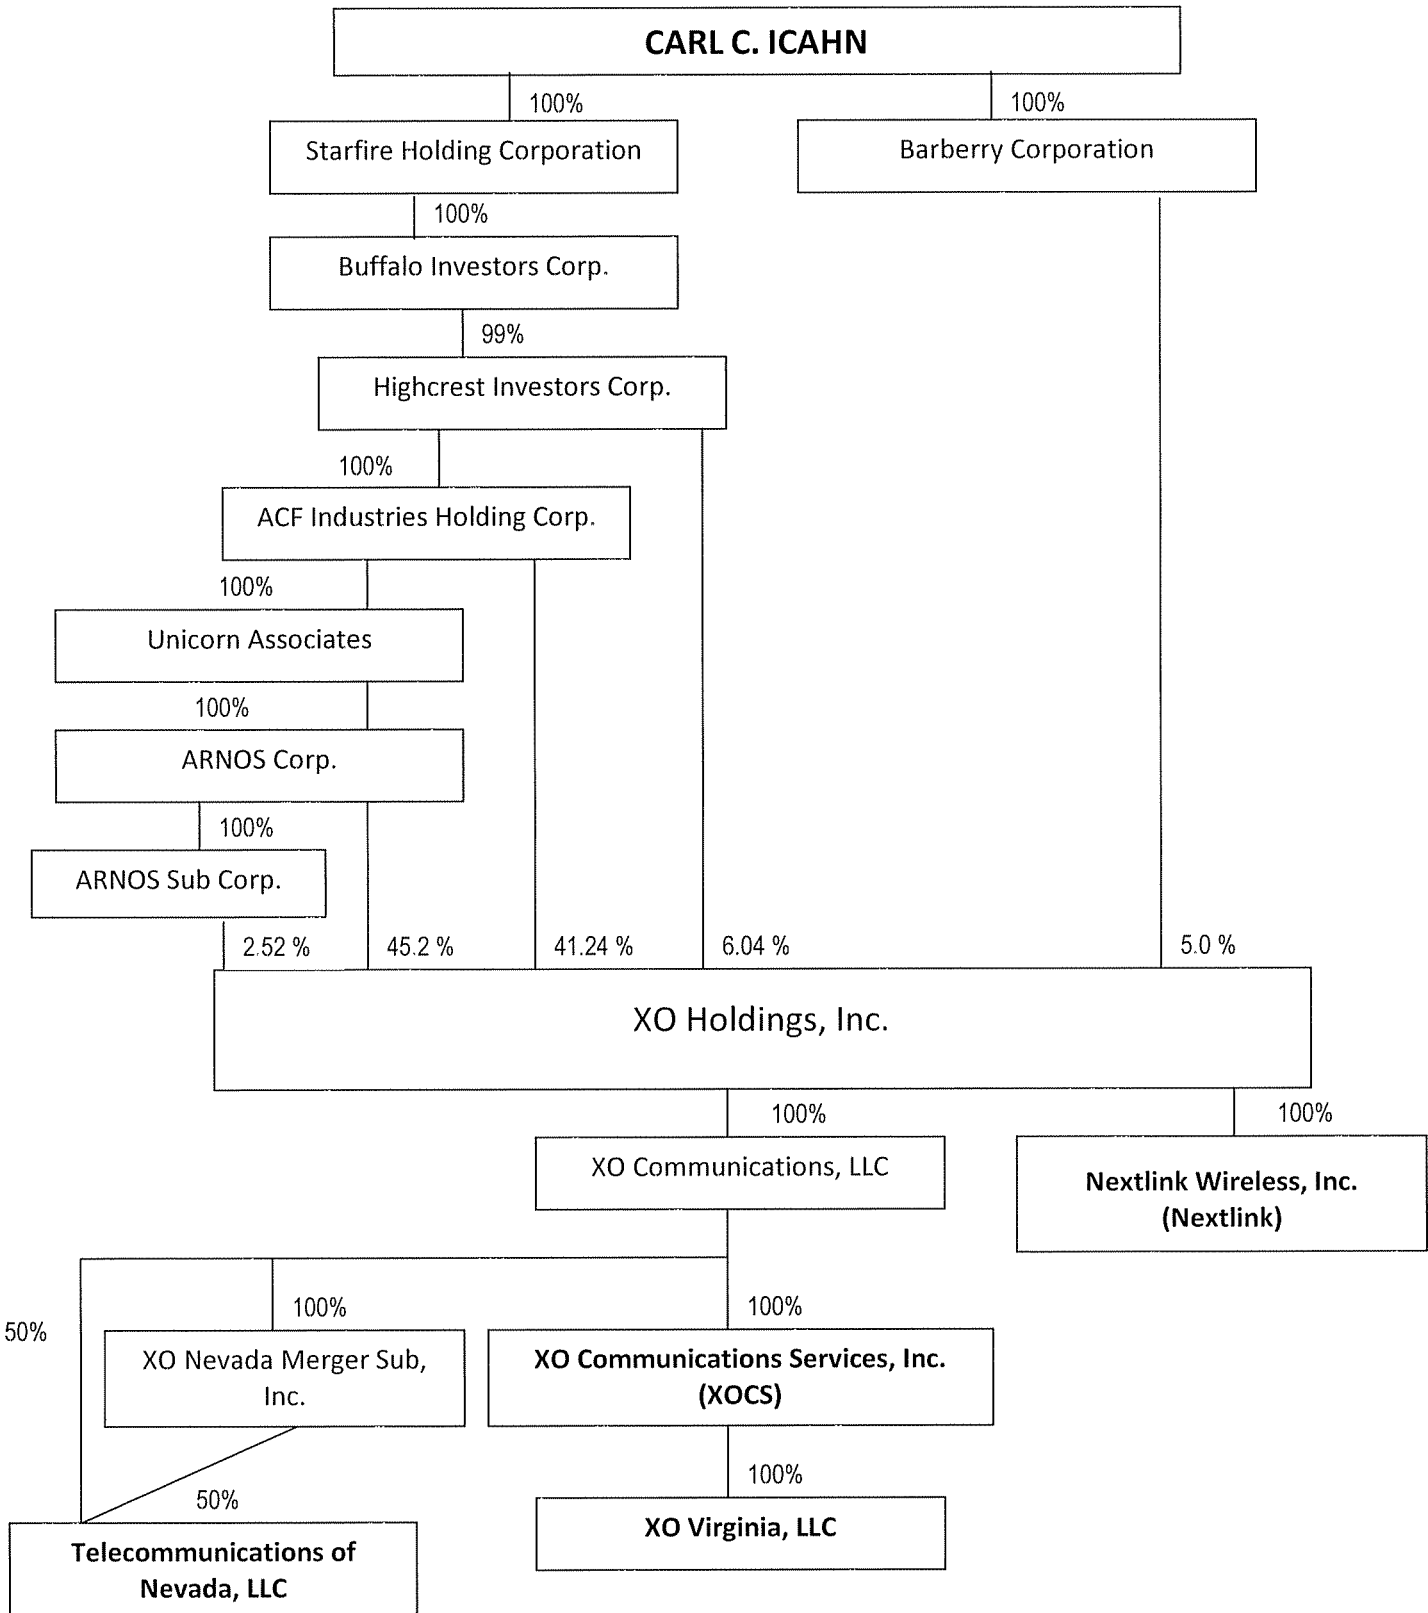 CARL C. ICAHN
100%
100%
Starfire Holding Corporation
Barberry Corporation
100%
Buffalo Investors Corp.
99%
Highcrest Investors Corp.
100%
ACF Industries Holding Corp.
100%
Unicorn Associates
100%
ARNOS Corp.
100%
ARNOS Sub Corp.
2.52 %
45.2 %
41.24 %
6.04 %
5.0 %
XO Holdings, Inc.
100%
100%
XO Communications, LLC
Nextlink Wireless, Inc.
(Nextlink)
50%
100%
100%
XO Nevada Merger Sub,
Inc.
XO Communications Services, Inc.
(XOCS)
50%
100%
Telecommunications of
Nevada, LLC
XO Virginia, LLC